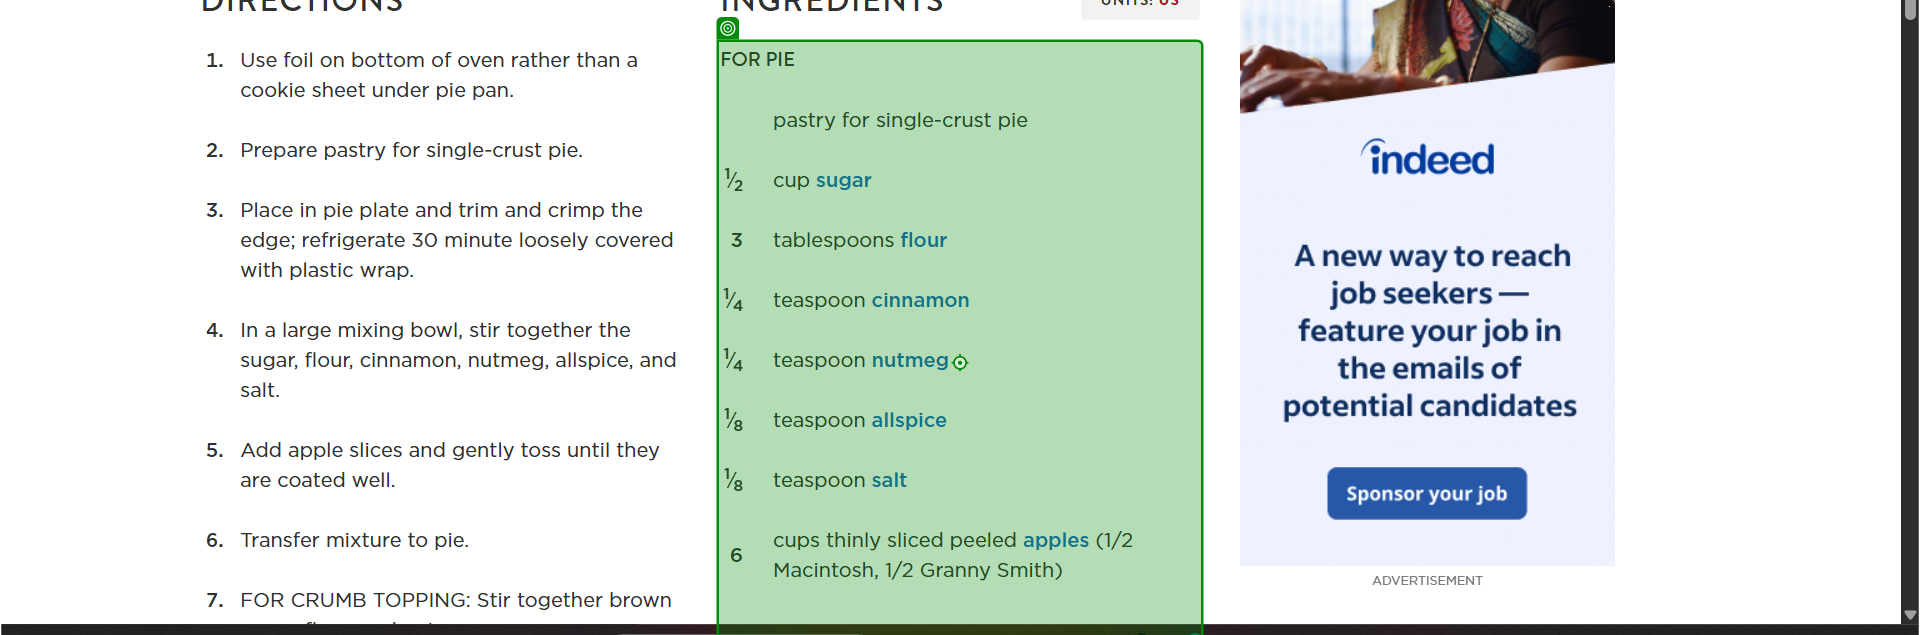 DIRECTIONS
1. Use foil on bottom of oven rather than a
cookie sheet under pie pan.
2. Prepare pastry for single-crust pie.
3. Place in pie plate and trim and crimp the
edge; refrigerate 30 minute loosely covered
with plastic wrap.
4. In a large mixing bowl, stir together the
sugar, flour, cinnamon, nutmeg, allspice, and
salt.
5. Add apple slices and gently toss until they
are coated well.
6. Transfer mixture to pie.
7. FOR CRUMB TOPPING: Stir together brown
INGREDIENTS
UNITS: US
FOR PIE
pastry for single-crust pie
1⁄2 cup sugar
3 tablespoons flour
1⁄4 teaspoon cinnamon
1⁄4 teaspoon nutmeg
1⁄8 teaspoon allspice
1⁄8 teaspoon salt
6 cups thinly sliced peeled apples (1/2
Macintosh, 1/2 Granny Smith)
indeed
A new way to reach
job seekers —
feature your job in
the emails of
potential candidates
Sponsor your job
ADVERTISEMENT